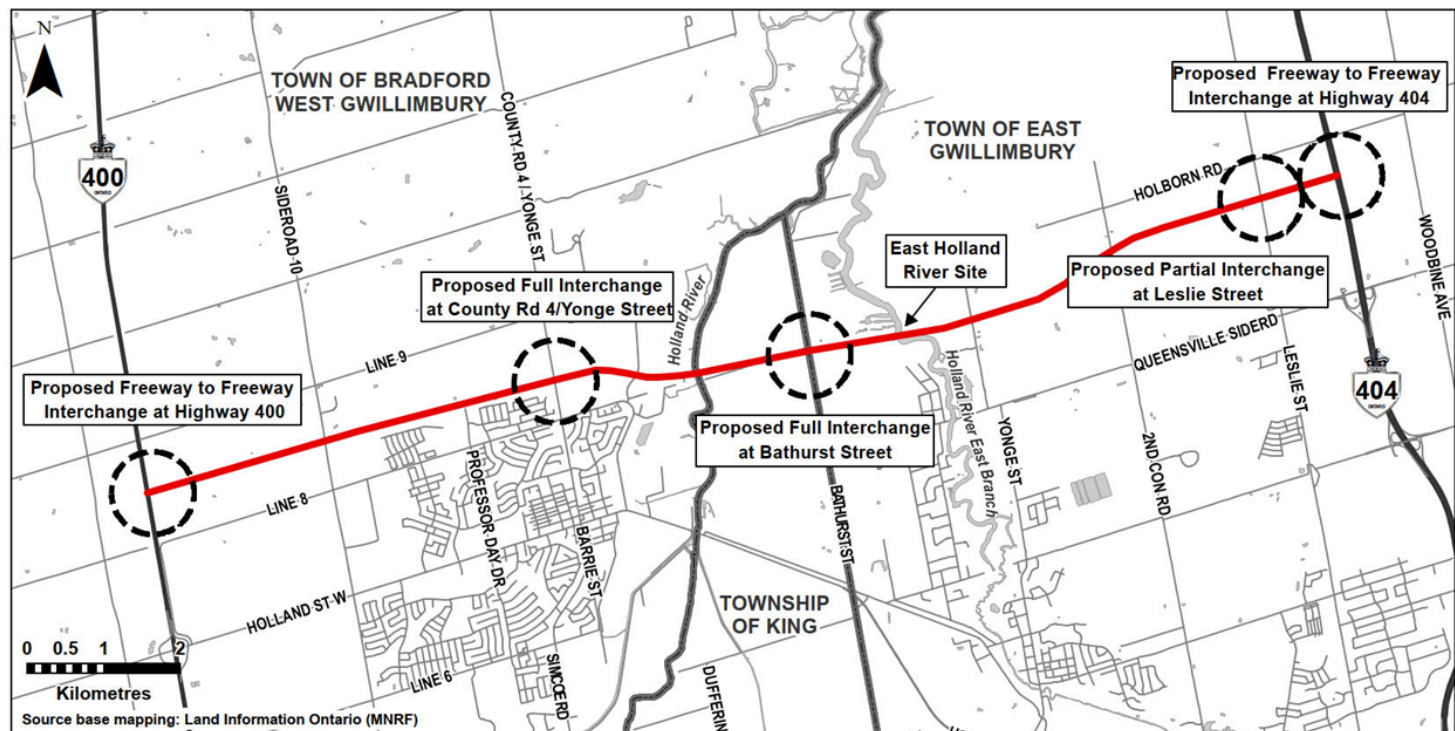 N
TOWN OF BRADFORD
WEST GWILLIMBURY
COUNTY RD 4 / YONGE ST
TOWN OF EAST
GWILLIMBURY
Proposed Freeway to Freeway
Interchange at Highway 404
400
ONTARIO
SIDEROAD 10
HOLBORN RD
WOODBINE AVE
East Holland
River Site
Proposed Full Interchange
at County Rd 4/Yonge Street
Holland River
Proposed Partial Interchange
at Leslie Street
LINE 9
QUEENSVILLE SIDERD
LESLIE ST
404
ONTARIO
Proposed Freeway to Freeway
Interchange at Highway 400
Proposed Full Interchange
at Bathurst Street
Holland River East Branch
YONGE ST
2ND CON RD
LINE 8
PROFESSOR DAY DR
BARRIE ST
BATHURST ST
HOLLAND ST W
TOWNSHIP
OF KING
0 0.5 1 2
Kilometres
LINE 6
SIMCOERD
DUFFERIN
Source base mapping: Land Information Ontario (MNRF)